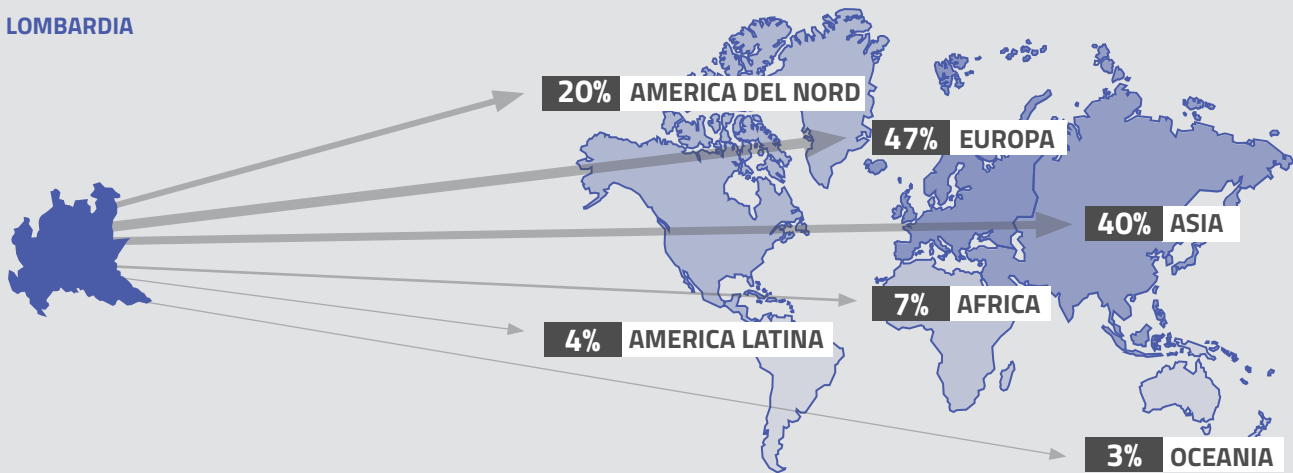 LOMBARDIA
20% AMERICA DEL NORD
47% EUROPA
40% ASIA
7% AFRICA
4% AMERICA LATINA
3% OCEANIA